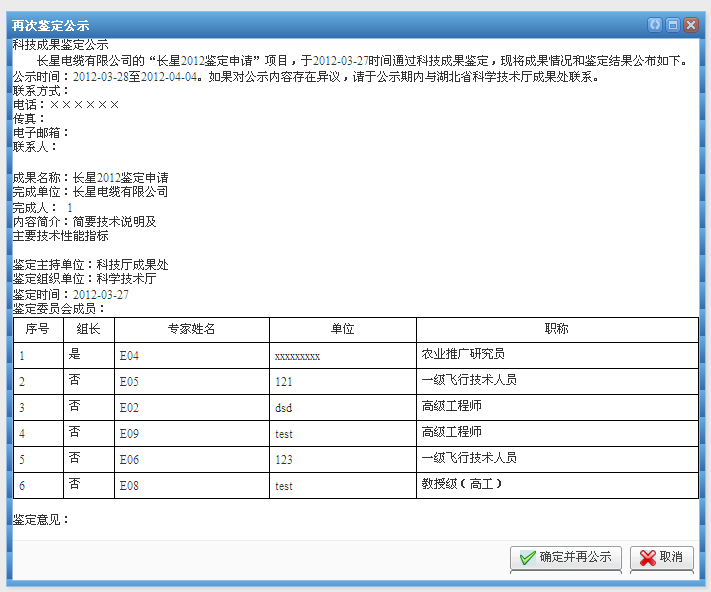 再次鉴定公示
科技成果鉴定公示
长星电缆有限公司的“长星2012鉴定申请”项目，于2012-03-27时间通过科技成果鉴定，现将成果情况和鉴定结果公布如下。
公示时间：2012-03-28至2012-04-04。如果对公示内容存在异议，请于公示期内与湖北省科学技术厅成果处联系。
联系方式：
电话：××××××
传真：
电子邮箱：
联系人：
成果名称：长星2012鉴定申请
完成单位：长星电缆有限公司
完成人： 1
内容简介：简要技术说明及
主要技术性能指标
鉴定主持单位：科技厅成果处
鉴定组织单位：科学技术厅
鉴定时间：2012-03-27
鉴定委员会成员：
序号 组长 专家姓名 单位 职称
1 是 E04 xxxxxxxxx 农业推广研究员
2 否 E05 121 一级飞行技术人员
3 否 E02 dsd 高级工程师
4 否 E09 test 高级工程师
5 否 E06 123 一级飞行技术人员
6 否 E08 test 教授级（高工）
鉴定意见：
确定并再公示 取消